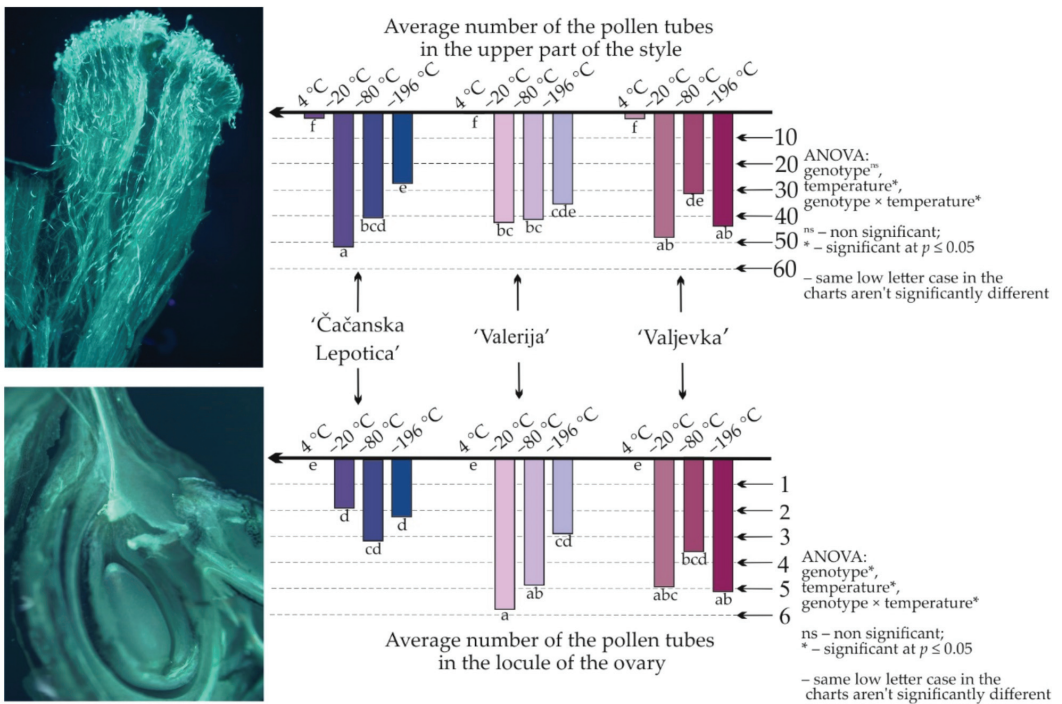 Average number of the pollen tubes
in the upper part of the style
4 °C –20 °C –80 °C –196 °C 4 °C –20 °C –80 °C –196 °C 4 °C –20 °C –80 °C –196 °C
f a bcd e f bc bc cde f ab de ab
10
20
30
40
50
60
ANOVA:
genotypeⁿˢ,
temperature*,
genotype × temperature*
ⁿˢ – non significant;
* – significant at p ≤ 0.05
– same low letter case in the
charts aren't significantly different
'Čačanska
Lepotica'
'Valerija'
'Valjevka'
4 °C –20 °C –80 °C –196 °C 4 °C –20 °C –80 °C –196 °C 4 °C –20 °C –80 °C –196 °C
e d cd d e a ab cd e abc bcd ab
1
2
3
4
5
6
ANOVA:
genotype*,
temperature*,
genotype × temperature*
ns – non significant;
* – significant at p ≤ 0.05
– same low letter case in the
charts aren't significantly different
Average number of the pollen tubes
in the locule of the ovary